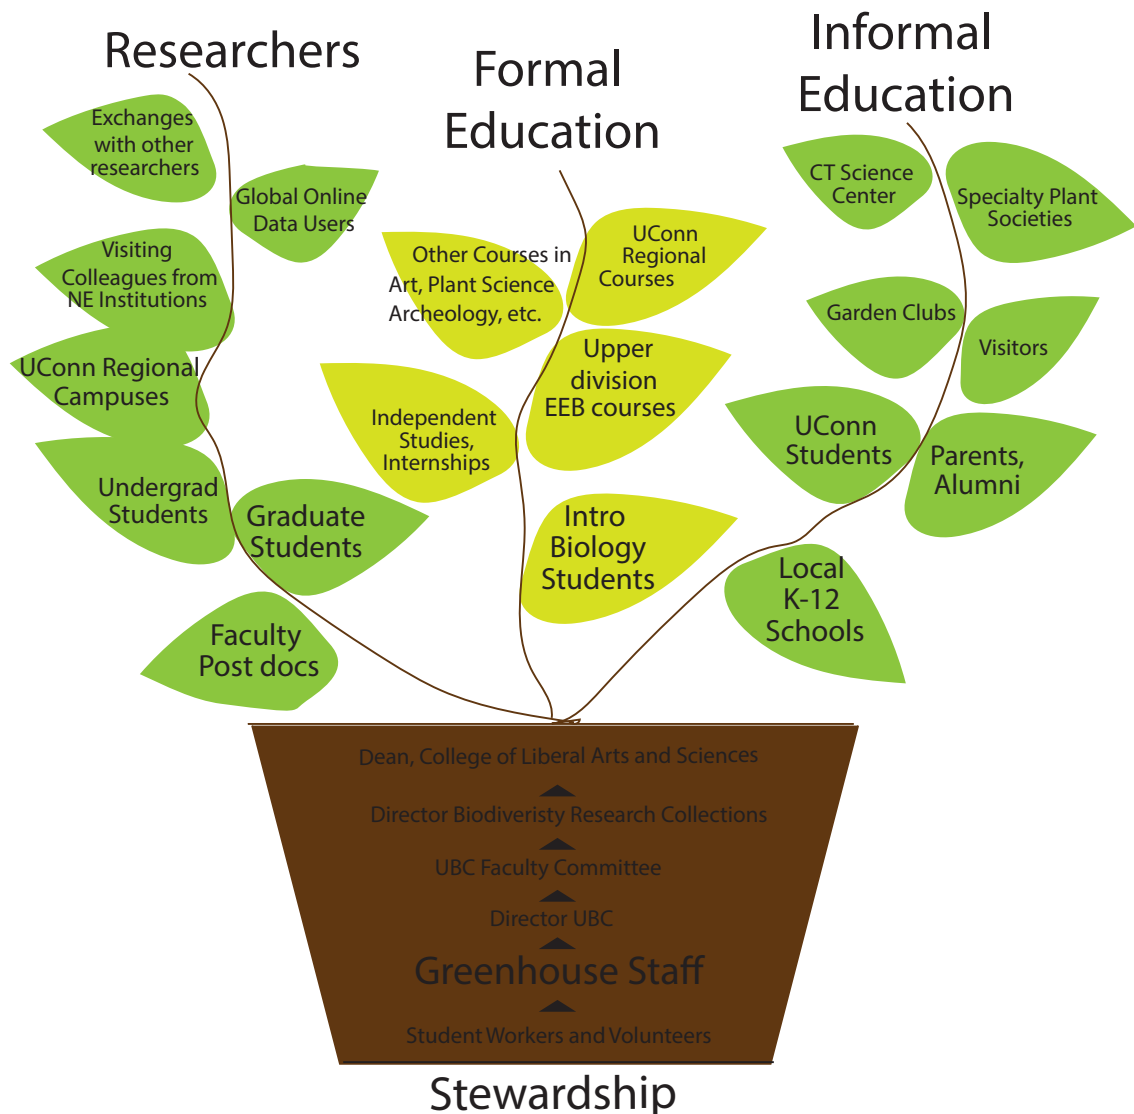 Researchers
Exchanges
with other
researchers
Global Online
Data Users
Visiting
Colleagues from
NE Institutions
UConn Regional
Campuses
Undergrad
Students
Graduate
Students
Faculty
Post docs
Formal
Education
Other Courses in
Art, Plant Science
Archeology, etc.
UConn
Regional
Courses
Upper
division
EEB courses
Independent
Studies,
Internships
Intro
Biology
Students
Informal
Education
CT Science
Center
Specialty Plant
Societies
Garden Clubs
Visitors
UConn
Students
Parents,
Alumni
Local
K-12
Schools
Dean, College of Liberal Arts and Sciences
Director Biodiveristy Research Collections
UBC Faculty Committee
Director UBC
Greenhouse Staff
Student Workers and Volunteers
Stewardship